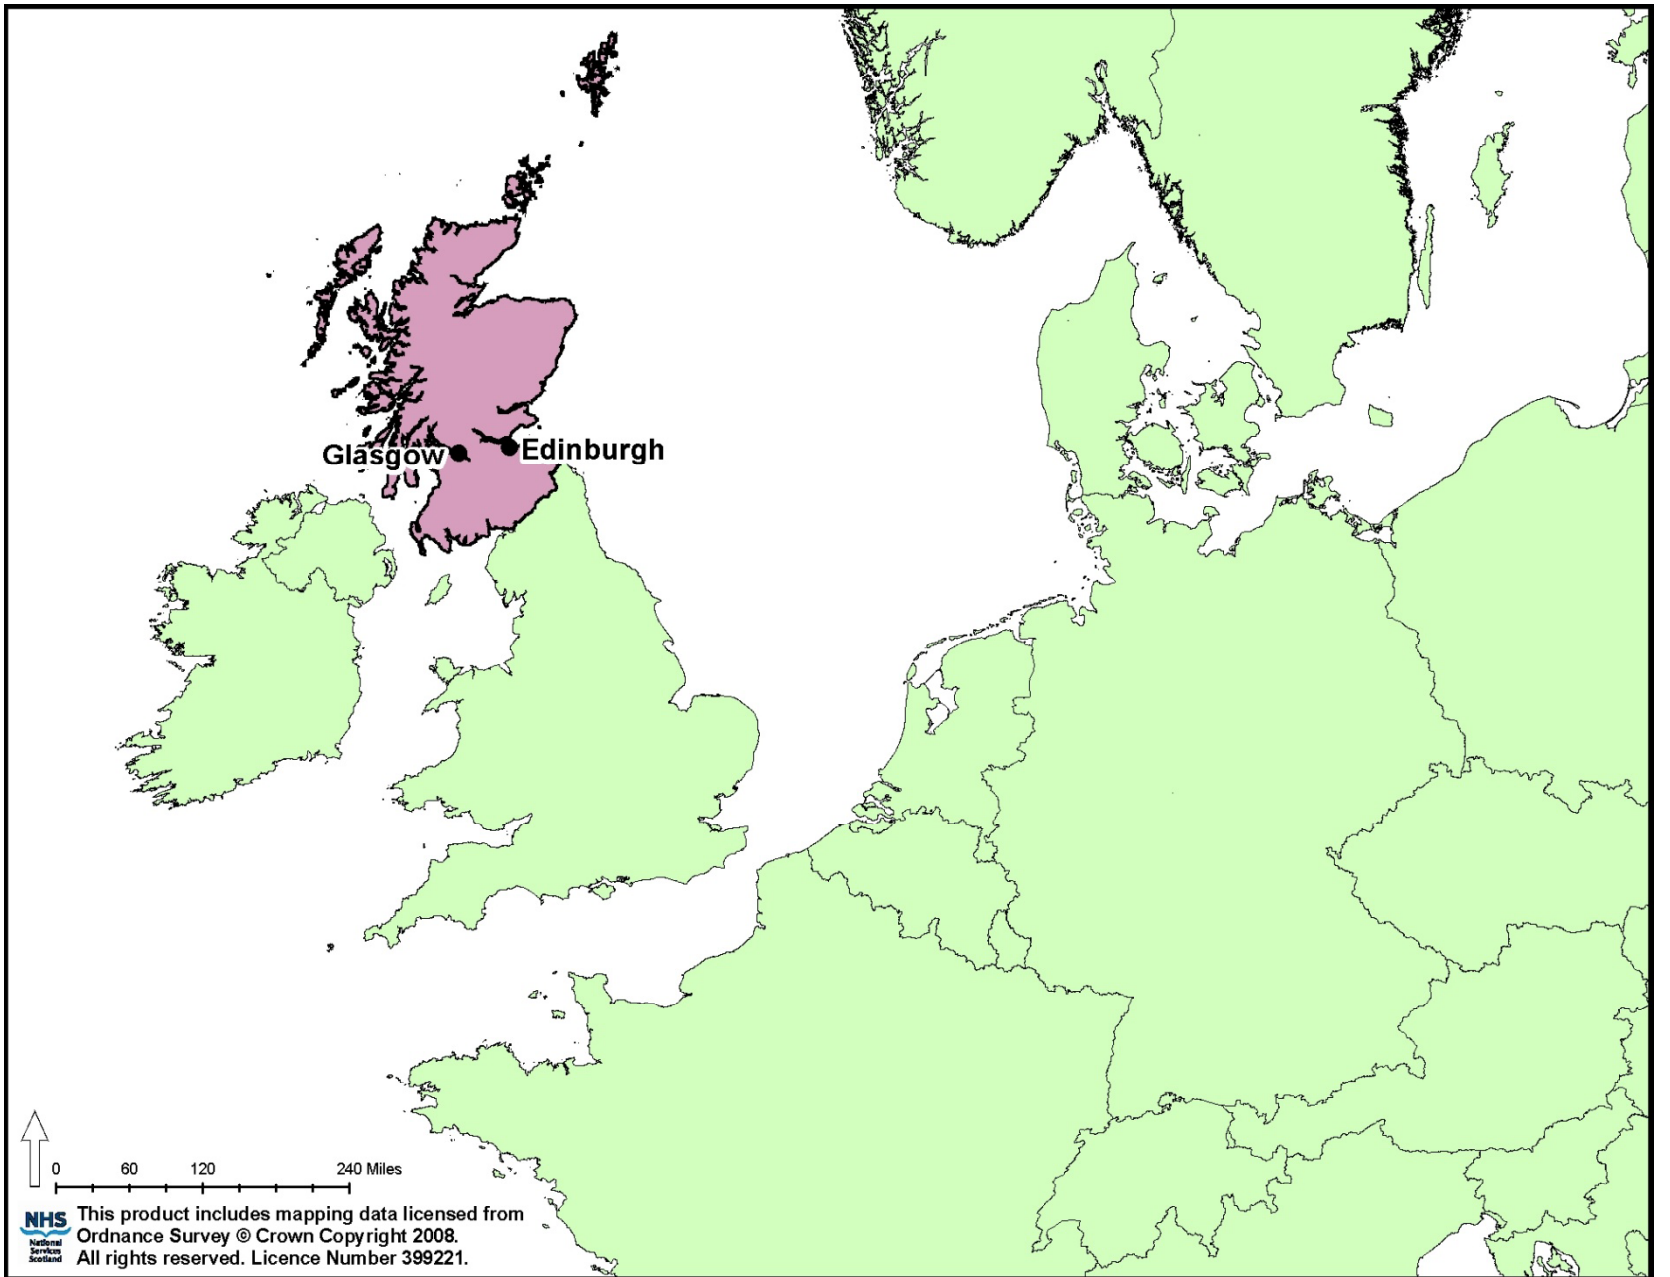 Glasgow
Edinburgh
0 60 120 240 Miles
NHS
National
Services
Scotland
This product includes mapping data licensed from
Ordnance Survey © Crown Copyright 2008.
All rights reserved. Licence Number 399221.